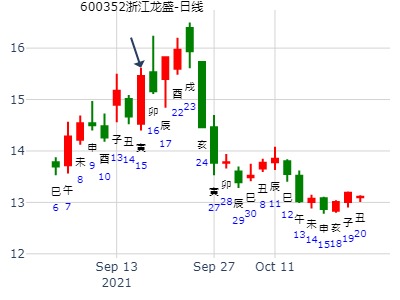 600352浙江龙盛-日线
16
15
14
13
12
巳
6
午
7
未
8
申
9
酉
10
子
13
丑
14
寅
15
卯
16
辰
17
酉
22
戌
23
亥
24
寅
27
卯
28
辰
29
巳
30
丑
8
辰
11
巳
12
午
13
未
14
申
15
亥
18
子
19
丑
20
Sep 13
2021
Sep 27
Oct 11